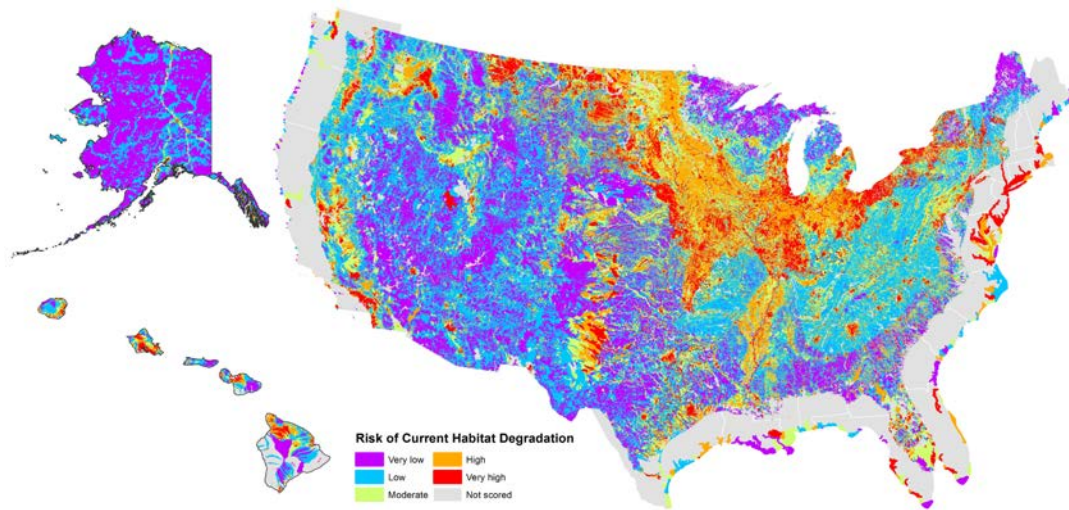 Risk of Current Habitat Degradation
Very low
High
Low
Very high
Moderate
Not scored